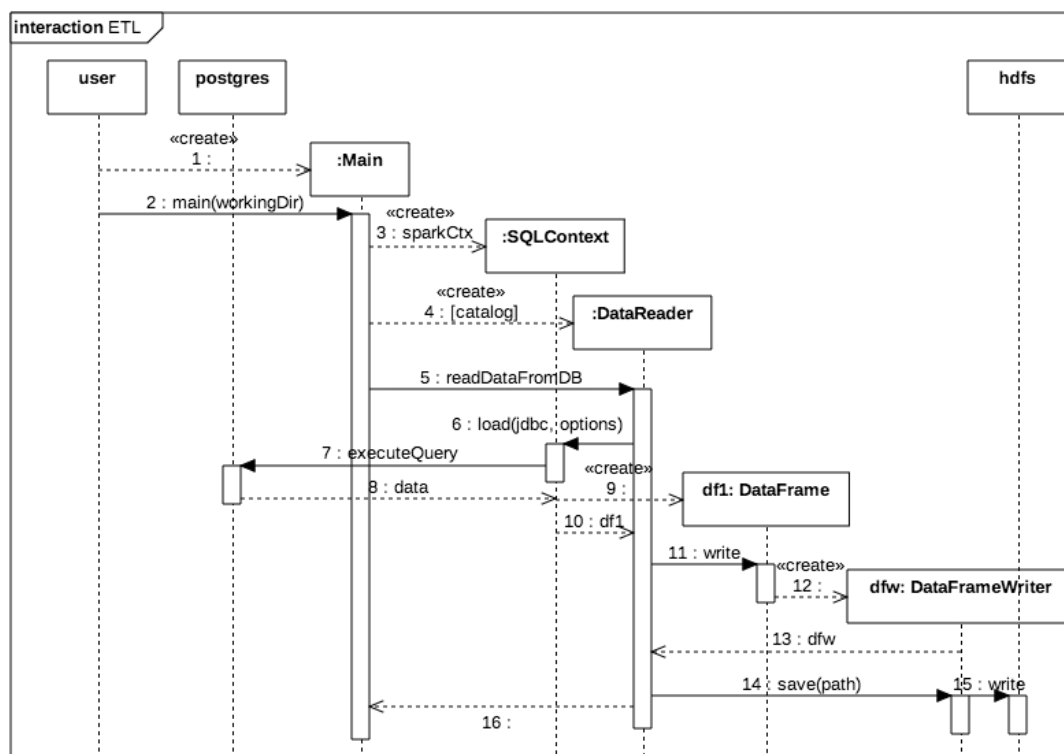 interaction ETL
user
postgres
hdfs
«create»
1 :
:Main
2 : main(workingDir)
«create»
3 : sparkCtx
:SQLContext
«create»
4 : [catalog]
:DataReader
5 : readDataFromDB
6 : load(jdbc, options)
7 : executeQuery
«create»
8 : data
9 :
df1: DataFrame
10 : df1
11 : write
«create»
12 :
dfw: DataFrameWriter
13 : dfw
14 : save(path)
15 : write
16 :